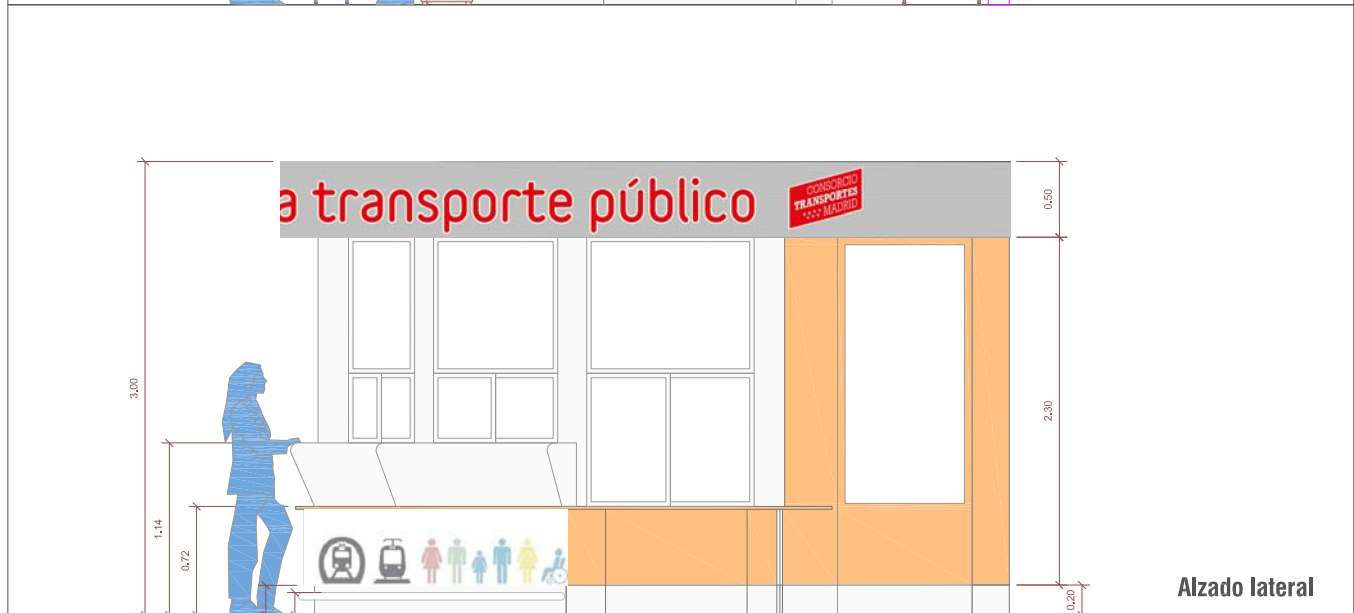 a transporte público
CONSORCIO
TRANSPORTES
MADRID
0.50
3.00
2.30
1.14
0.72
0.20
Alzado lateral